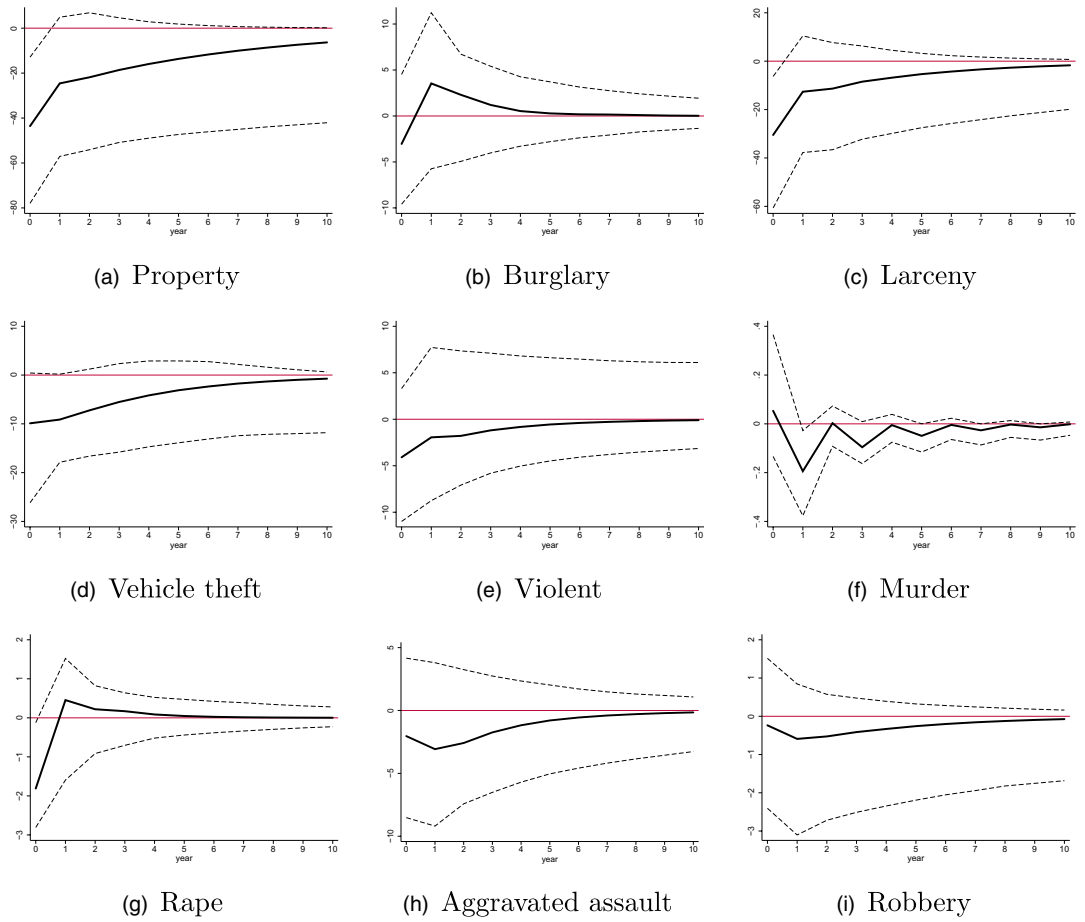 0
−20
−40
−60
−80
0 1 2 3 4 5 6 7 8 9 10
year
(a) Property
10
5
0
−5
−10
0 1 2 3 4 5 6 7 8 9 10
year
(b) Burglary
20
0
−20
−40
−60
0 1 2 3 4 5 6 7 8 9 10
year
(c) Larceny
10
0
−10
−20
−30
0 1 2 3 4 5 6 7 8 9 10
year
(d) Vehicle theft
10
5
0
−5
−10
0 1 2 3 4 5 6 7 8 9 10
year
(e) Violent
.4
.2
0
−.2
−.4
0 1 2 3 4 5 6 7 8 9 10
year
(f) Murder
2
1
0
−1
−2
−3
0 1 2 3 4 5 6 7 8 9 10
year
(g) Rape
5
0
−5
−10
0 1 2 3 4 5 6 7 8 9 10
year
(h) Aggravated assault
2
1
0
−1
−2
−3
0 1 2 3 4 5 6 7 8 9 10
year
(i) Robbery